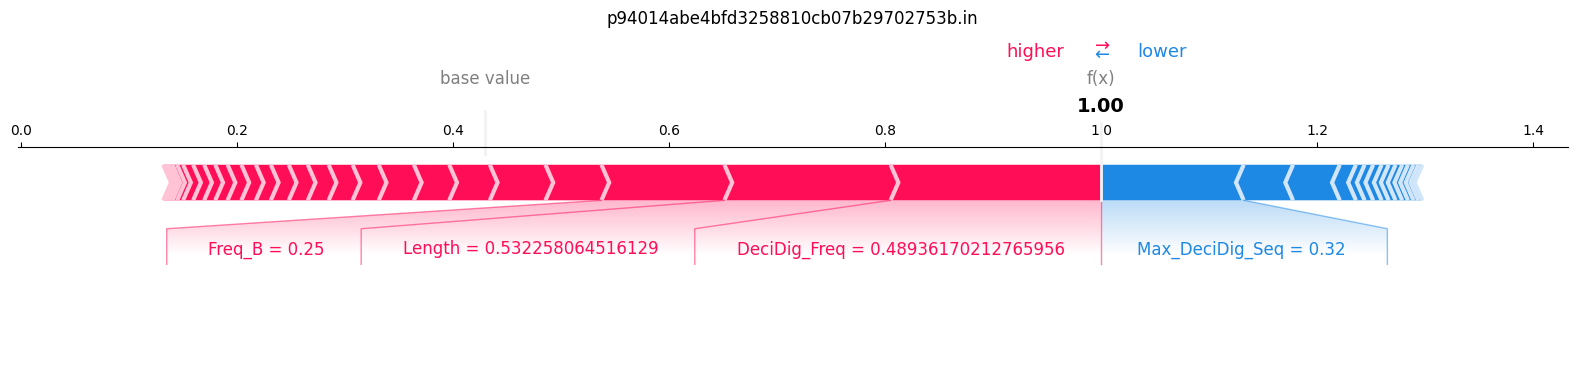 p94014abe4bfd3258810cb07b29702753b.in
higher ⇄ lower
base value f(x)
1.00
0.0 0.2 0.4 0.6 0.8 1.0 1.2 1.4
Freq_B = 0.25 Length = 0.532258064516129 DeciDig_Freq = 0.48936170212765956 Max_DeciDig_Seq = 0.32